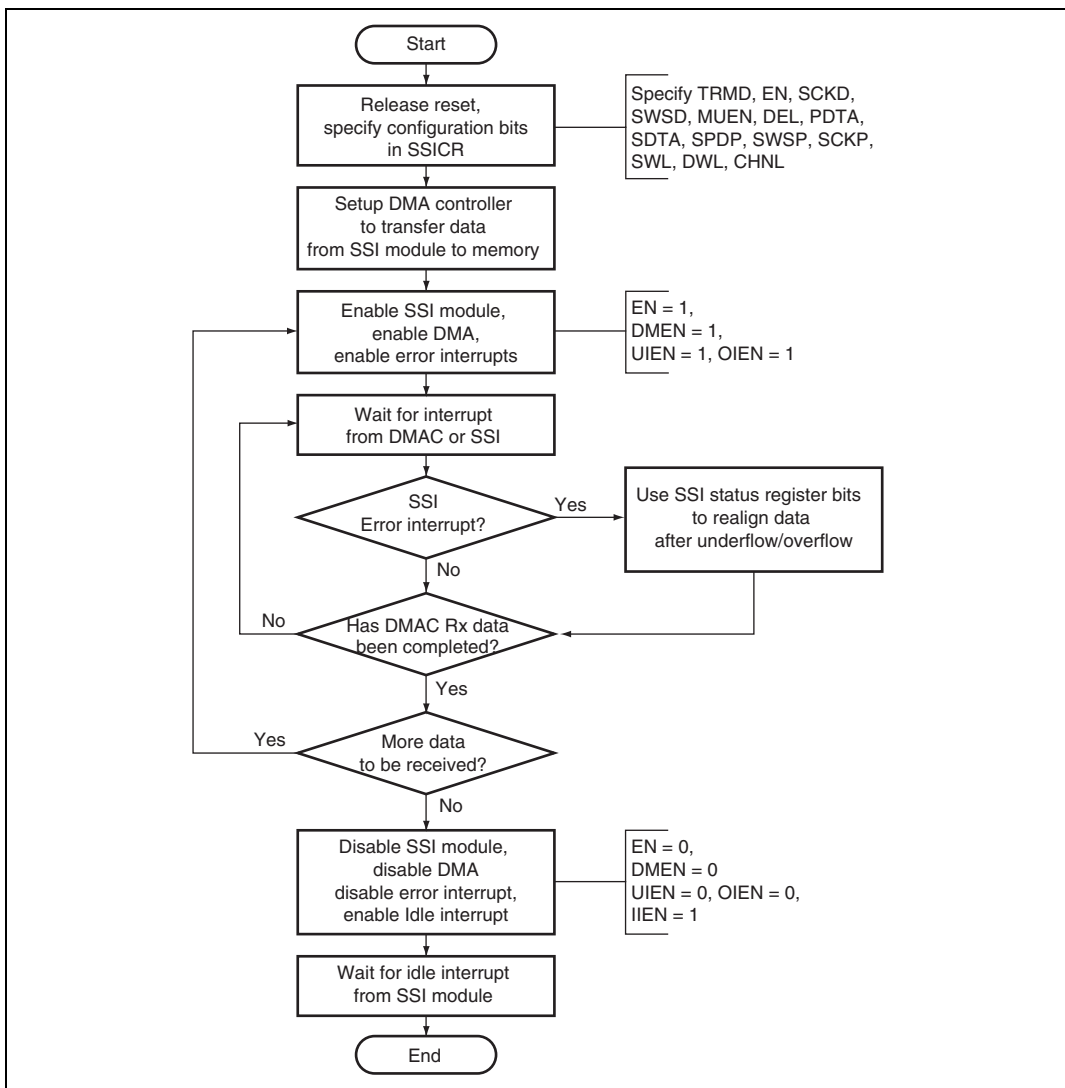 Start
Release reset,
specify configuration bits
in SSICR
Specify TRMD, EN, SCKD,
SWSD, MUEN, DEL, PDTA,
SDTA, SPDP, SWSP, SCKP,
SWL, DWL, CHNL
Setup DMA controller
to transfer data
from SSI module to memory
Enable SSI module,
enable DMA,
enable error interrupts
EN = 1,
DMEN = 1,
UIEN = 1, OIEN = 1
Wait for interrupt
from DMAC or SSI
SSI
Error interrupt?
Yes
Use SSI status register bits
to realign data
after underflow/overflow
No
No
Has DMAC Rx data
been completed?
Yes
Yes
More data
to be received?
No
Disable SSI module,
disable DMA
disable error interrupt,
enable Idle interrupt
EN = 0,
DMEN = 0
UIEN = 0, OIEN = 0,
IIEN = 1
Wait for idle interrupt
from SSI module
End